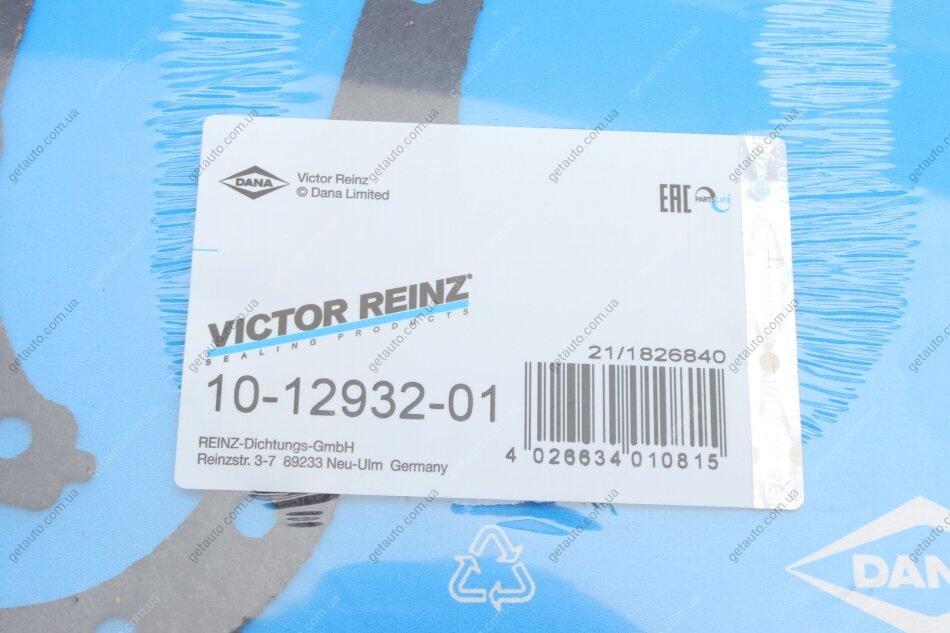 DANA
Victor Reinz®
© Dana Limited
EAC
PARTSLIFE
VICTOR REINZ®
SEALING PRODUCTS
21/1826840
10-12932-01
REINZ-Dichtungs-GmbH
Reinzstr. 3-7 89233 Neu-Ulm Germany
4 026634 010815
DAN
getauto.com.ua